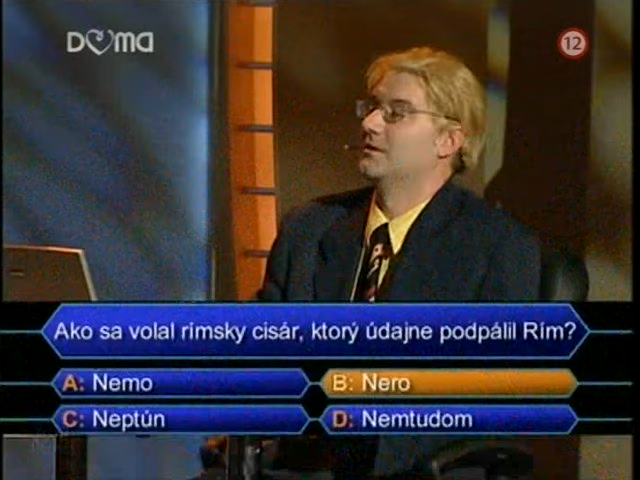 DOMA
12
Ako sa volal rímsky cisár, ktorý údajne podpálil Rím?
A: Nemo
B: Nero
C: Neptún
D: Nemtudom